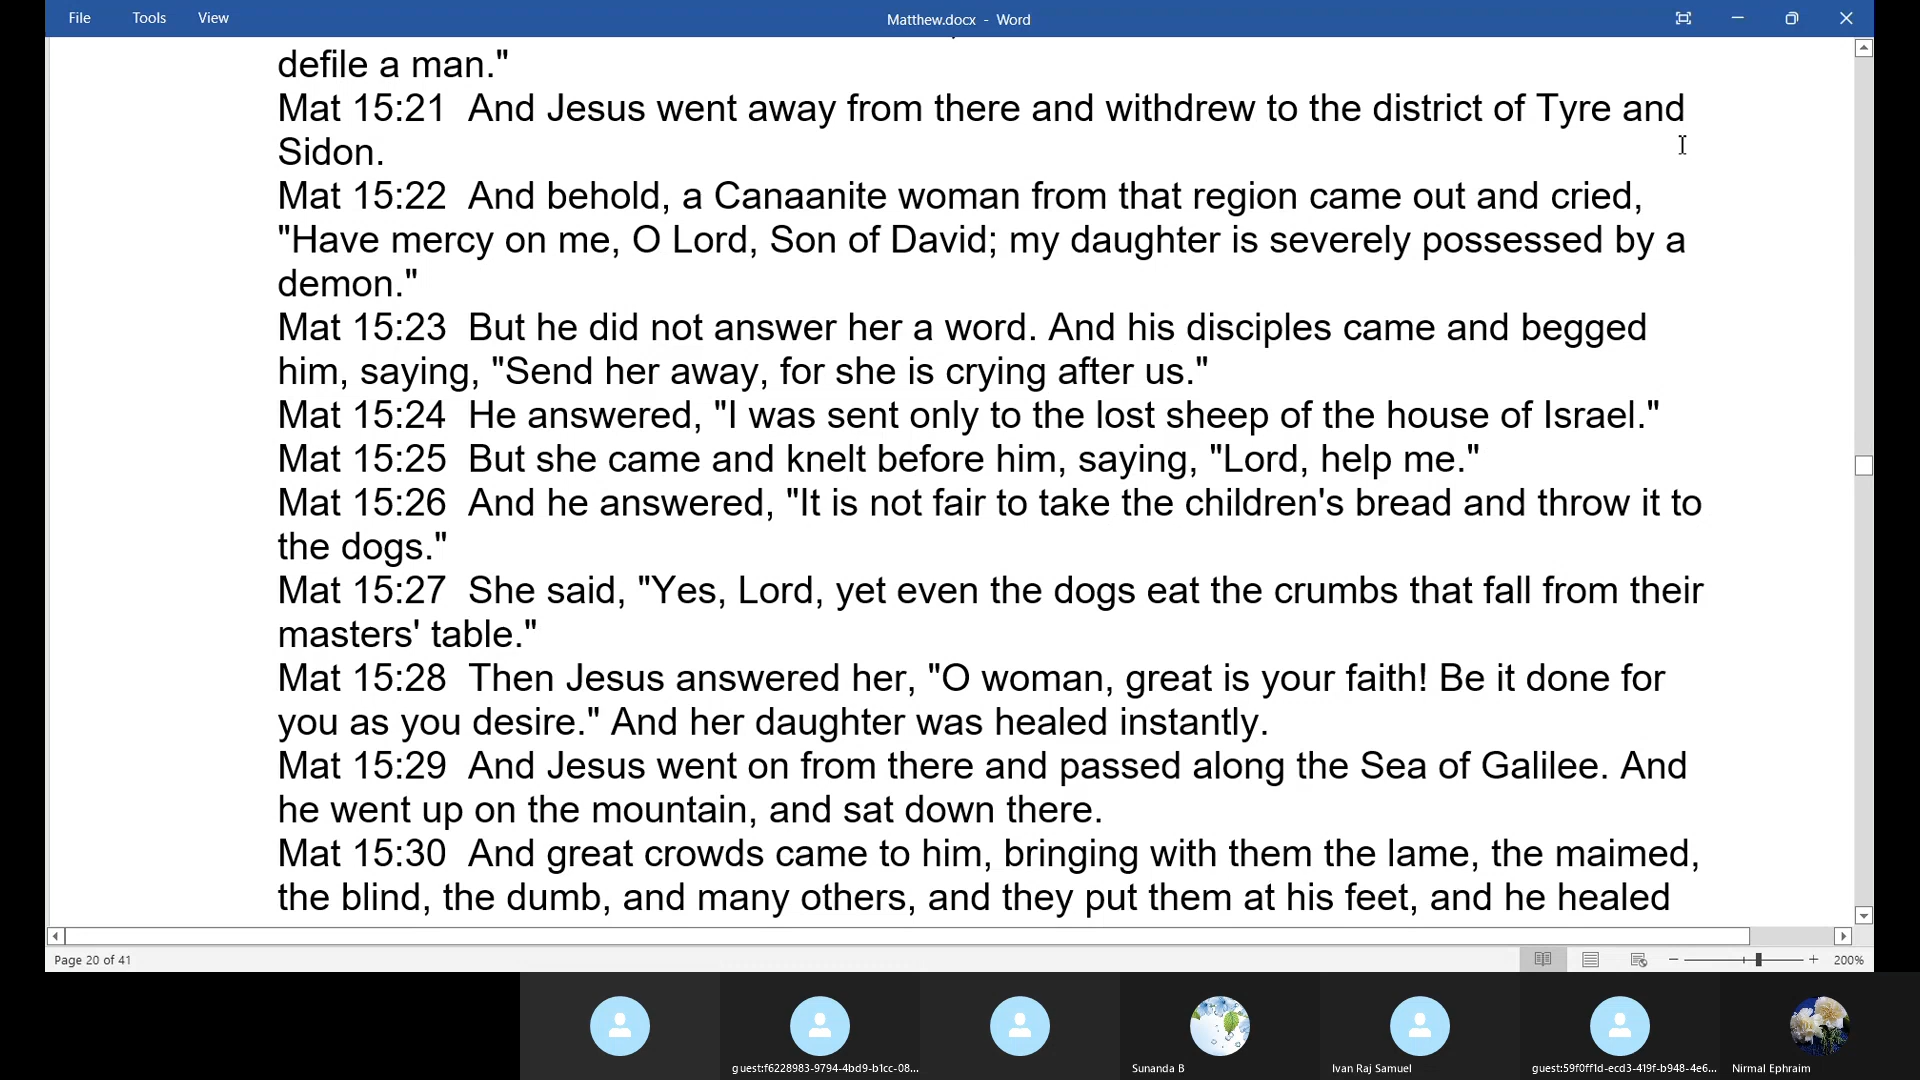 File Tools View Matthew.docx - Word
defile a man."
Mat 15:21 And Jesus went away from there and withdrew to the district of Tyre and
Sidon.
Mat 15:22 And behold, a Canaanite woman from that region came out and cried,
"Have mercy on me, O Lord, Son of David; my daughter is severely possessed by a
demon."
Mat 15:23 But he did not answer her a word. And his disciples came and begged
him, saying, "Send her away, for she is crying after us."
Mat 15:24 He answered, "I was sent only to the lost sheep of the house of Israel."
Mat 15:25 But she came and knelt before him, saying, "Lord, help me."
Mat 15:26 And he answered, "It is not fair to take the children's bread and throw it to
the dogs."
Mat 15:27 She said, "Yes, Lord, yet even the dogs eat the crumbs that fall from their
masters' table."
Mat 15:28 Then Jesus answered her, "O woman, great is your faith! Be it done for
you as you desire." And her daughter was healed instantly.
Mat 15:29 And Jesus went on from there and passed along the Sea of Galilee. And
he went up on the mountain, and sat down there.
Mat 15:30 And great crowds came to him, bringing with them the lame, the maimed,
the blind, the dumb, and many others, and they put them at his feet, and he healed
Page 20 of 41 200%
guest:f6228983-9794-4bd9-b1cc-08... Sunanda B Ivan Raj Samuel guest:59f0ff1d-ecd3-419f-b948-4e6... Nirmal Ephraim